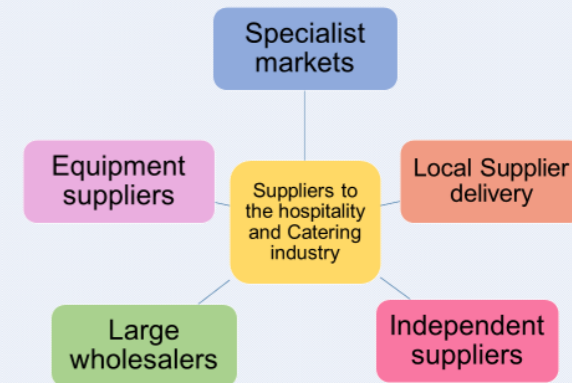 Specialist
markets
Equipment
suppliers
Suppliers to
the hospitality
and Catering
industry
Local Supplier
delivery
Large
wholesalers
Independent
suppliers